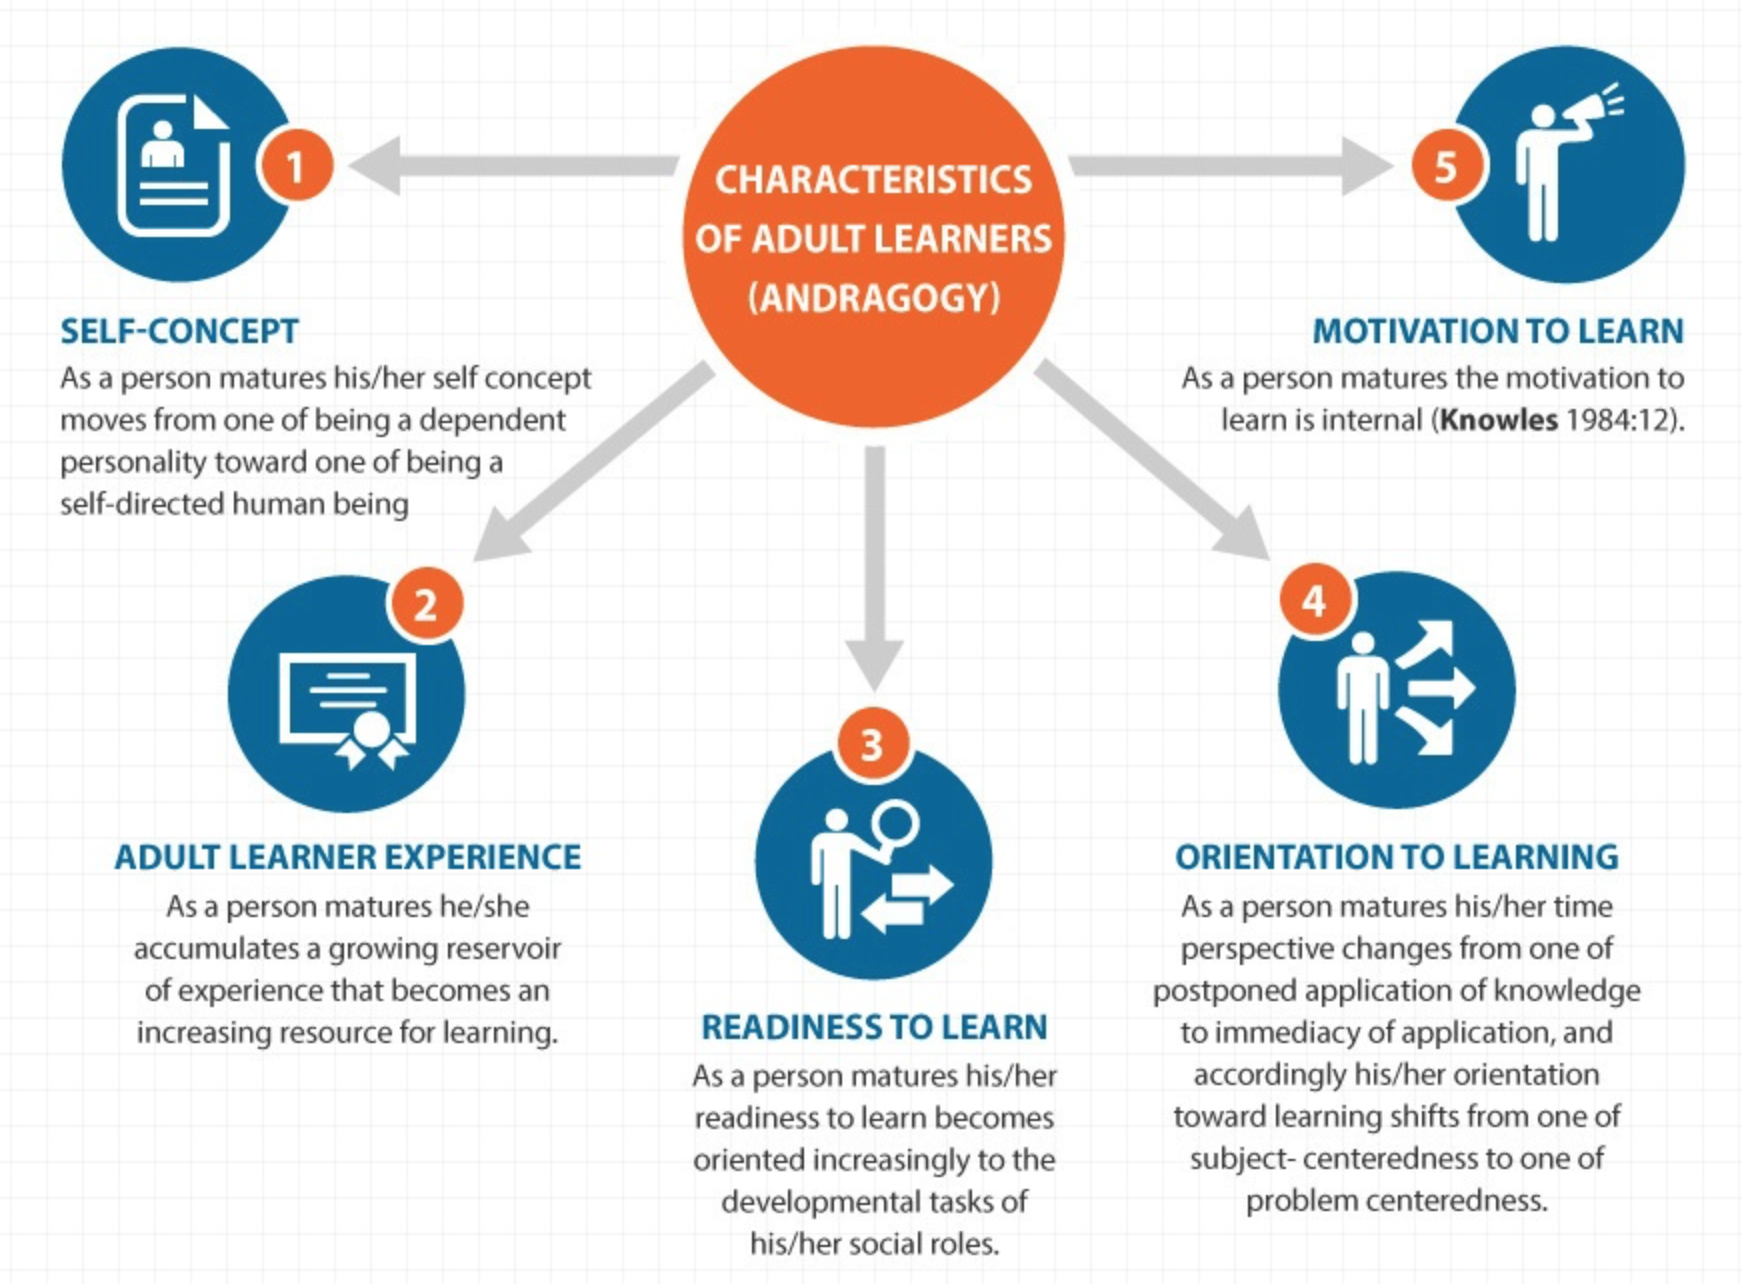 CHARACTERISTICS
OF ADULT LEARNERS
(ANDRAGOGY)
1
SELF-CONCEPT
As a person matures his/her self concept
moves from one of being a dependent
personality toward one of being a
self-directed human being
2
ADULT LEARNER EXPERIENCE
As a person matures he/she
accumulates a growing reservoir
of experience that becomes an
increasing resource for learning.
3
READINESS TO LEARN
As a person matures his/her
readiness to learn becomes
oriented increasingly to the
developmental tasks of
his/her social roles.
4
ORIENTATION TO LEARNING
As a person matures his/her time
perspective changes from one of
postponed application of knowledge
to immediacy of application, and
accordingly his/her orientation
toward learning shifts from one of
subject- centeredness to one of
problem centeredness.
5
MOTIVATION TO LEARN
As a person matures the motivation to
learn is internal (Knowles 1984:12).